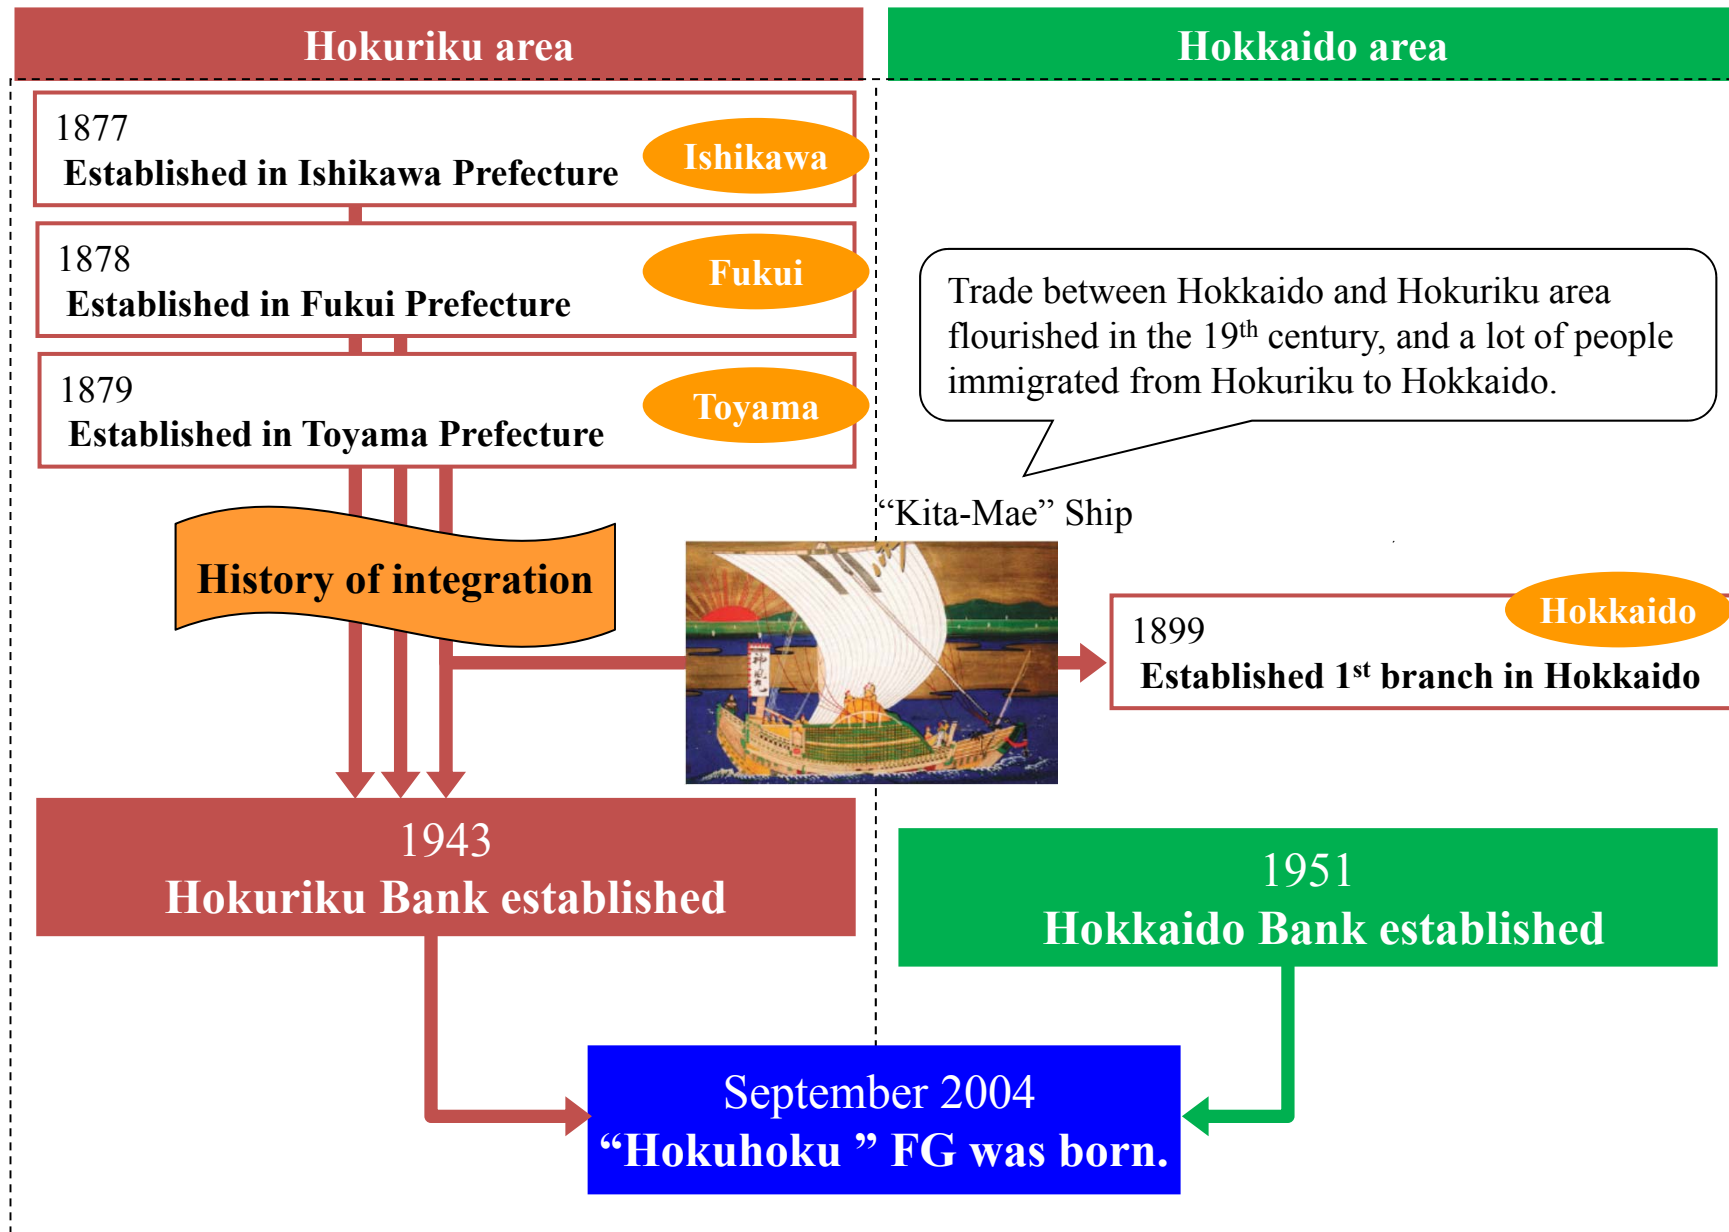 Hokuriku area
Hokkaido area
1877
Established in Ishikawa Prefecture
Ishikawa
1878
Established in Fukui Prefecture
Fukui
1879
Established in Toyama Prefecture
Toyama
Trade between Hokkaido and Hokuriku area
flourished in the 19th century, and a lot of people
immigrated from Hokuriku to Hokkaido.
“Kita-Mae” Ship
History of integration
神風丸
Hokkaido
1899
Established 1st branch in Hokkaido
1943
Hokuriku Bank established
1951
Hokkaido Bank established
September 2004
“Hokuhoku ” FG was born.